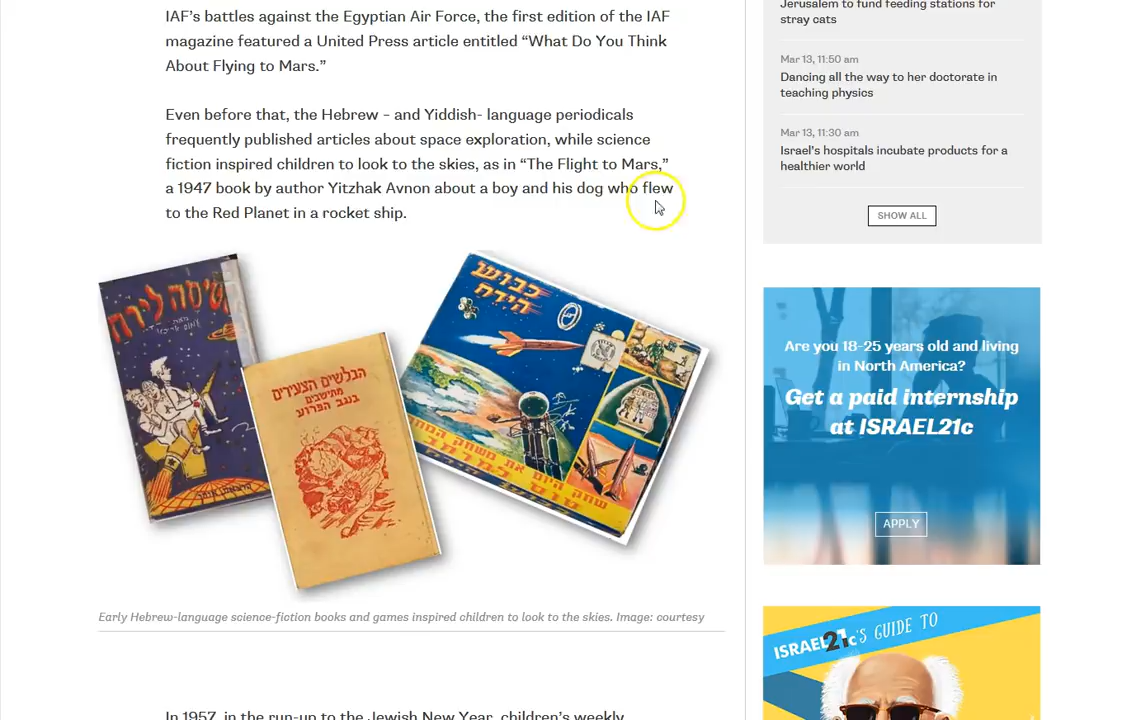 IAF's battles against the Egyptian Air Force, the first edition of the IAF
magazine featured a United Press article entitled “What Do You Think
About Flying to Mars.”
Even before that, the Hebrew – and Yiddish- language periodicals
frequently published articles about space exploration, while science
fiction inspired children to look to the skies, as in “The Flight to Mars,”
a 1947 book by author Yitzhak Avnon about a boy and his dog who flew
to the Red Planet in a rocket ship.
לירח
הבלשים הצעירים
מתישבים
בנגב הפרוע
כבוש
הירח
Early Hebrew-language science-fiction books and games inspired children to look to the skies. Image: courtesy
In 1957, in the run-up to the Jewish New Year, children's weekly
Jerusalem to fund feeding stations for
stray cats
Mar 13, 11:50 am
Dancing all the way to her doctorate in
teaching physics
Mar 13, 11:30 am
Israel's hospitals incubate products for a
healthier world
SHOW ALL
Are you 18-25 years old and living
in North America?
Get a paid internship
at ISRAEL21c
APPLY
ISRAEL21c's GUIDE TO